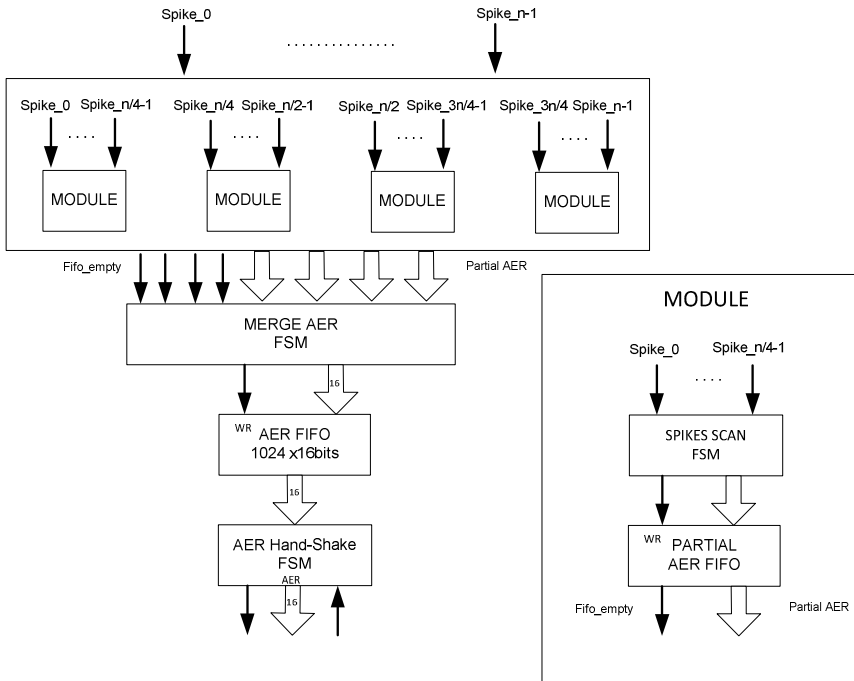 Spike_0 ............... Spike_n-1
Spike_0 Spike_n/4-1 Spike_n/4 Spike_n/2-1 Spike_n/2 Spike_3n/4-1 Spike_3n/4 Spike_n-1
.... .... .... ....
MODULE MODULE MODULE MODULE
Fifo_empty Partial AER
MERGE AER
FSM
16
WR AER FIFO
1024 x16bits
16
AER Hand-Shake
FSM
AER
16
MODULE
Spike_0 .... Spike_n/4-1
SPIKES SCAN
FSM
WR PARTIAL
AER FIFO
Fifo_empty Partial AER